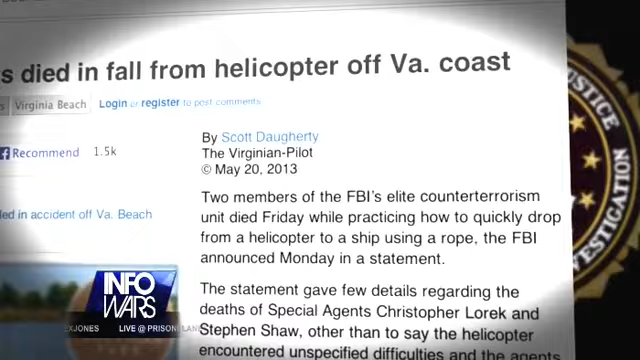 s died in fall from helicopter off Va. coast
s Virginia Beach Login or register to post comments
Recommend 1.5k
By Scott Daugherty
The Virginian-Pilot
© May 20, 2013
led in accident off Va. Beach
Two members of the FBI's elite counterterrorism
unit died Friday while practicing how to quickly drop
from a helicopter to a ship using a rope, the FBI
announced Monday in a statement.
The statement gave few details regarding the
deaths of Special Agents Christopher Lorek and
Stephen Shaw, other than to say the helicopter
encountered unspecified difficulties and the agents
INFO
WARS
EXJONES LIVE @ PRISON LAN
JUSTICE
INVESTIGATION